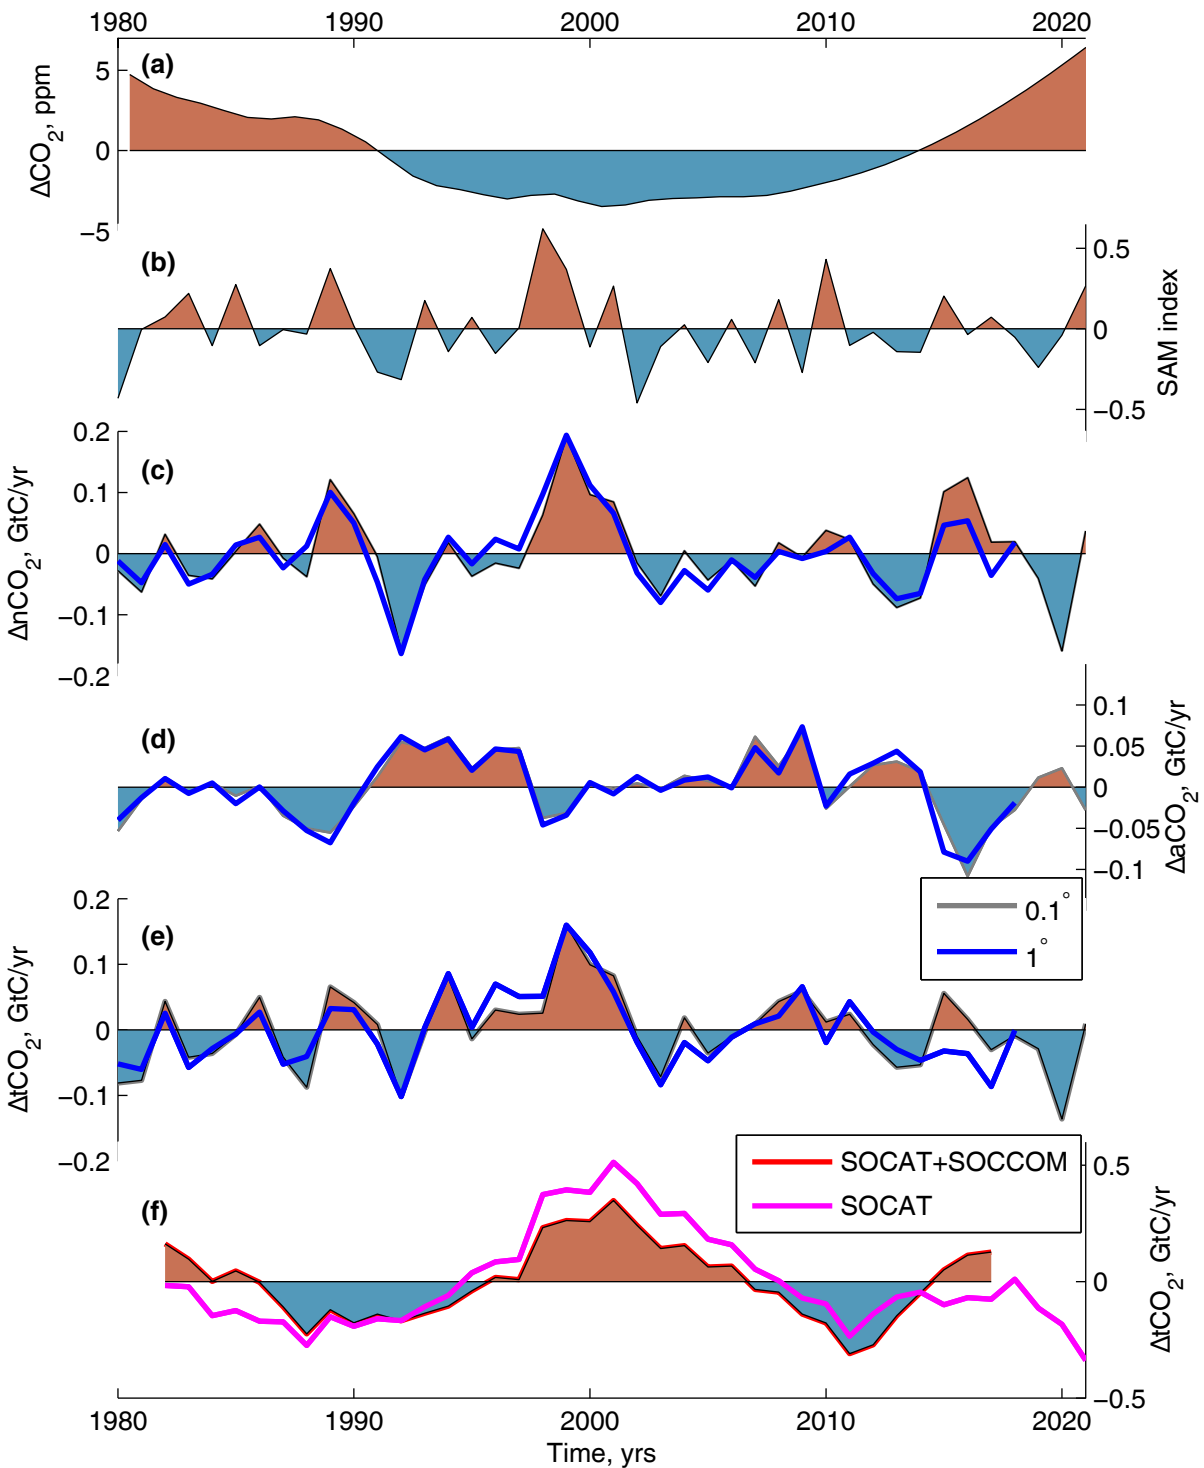 1980 1990 2000 2010 2020
(a)
5
0
−5
ΔCO2, ppm
(b)
0.5
0
−0.5
SAM index
(c)
0.2
0.1
0
−0.1
−0.2
ΔnCO2, GtC/yr
(d)
0.1
0.05
0
−0.05
−0.1
ΔaCO2, GtC/yr
0.1°
1°
(e)
0.2
0.1
0
−0.1
−0.2
ΔtCO2, GtC/yr
SOCAT+SOCCOM
SOCAT
(f)
0.5
0
−0.5
ΔtCO2, GtC/yr
1980 1990 2000 2010 2020
Time, yrs